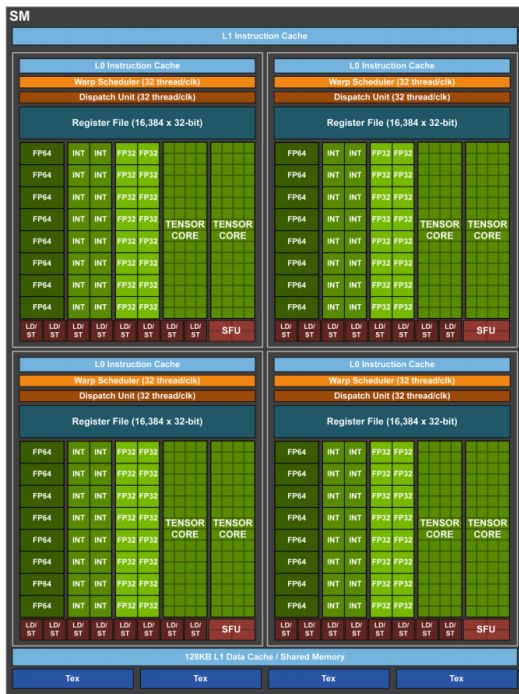 SM
L1 Instruction Cache
L0 Instruction Cache
Warp Scheduler (32 thread/clk)
Dispatch Unit (32 thread/clk)
Register File (16,384 x 32-bit)
FP64 INT INT FP32 FP32
FP64 INT INT FP32 FP32
FP64 INT INT FP32 FP32
FP64 INT INT FP32 FP32 TENSOR CORE TENSOR CORE
FP64 INT INT FP32 FP32
FP64 INT INT FP32 FP32
FP64 INT INT FP32 FP32
FP64 INT INT FP32 FP32
LD/ST LD/ST LD/ST LD/ST LD/ST LD/ST LD/ST LD/ST SFU
L0 Instruction Cache
Warp Scheduler (32 thread/clk)
Dispatch Unit (32 thread/clk)
Register File (16,384 x 32-bit)
FP64 INT INT FP32 FP32
FP64 INT INT FP32 FP32
FP64 INT INT FP32 FP32
FP64 INT INT FP32 FP32 TENSOR CORE TENSOR CORE
FP64 INT INT FP32 FP32
FP64 INT INT FP32 FP32
FP64 INT INT FP32 FP32
FP64 INT INT FP32 FP32
LD/ST LD/ST LD/ST LD/ST LD/ST LD/ST LD/ST LD/ST SFU
L0 Instruction Cache
Warp Scheduler (32 thread/clk)
Dispatch Unit (32 thread/clk)
Register File (16,384 x 32-bit)
FP64 INT INT FP32 FP32
FP64 INT INT FP32 FP32
FP64 INT INT FP32 FP32
FP64 INT INT FP32 FP32 TENSOR CORE TENSOR CORE
FP64 INT INT FP32 FP32
FP64 INT INT FP32 FP32
FP64 INT INT FP32 FP32
FP64 INT INT FP32 FP32
LD/ST LD/ST LD/ST LD/ST LD/ST LD/ST LD/ST LD/ST SFU
L0 Instruction Cache
Warp Scheduler (32 thread/clk)
Dispatch Unit (32 thread/clk)
Register File (16,384 x 32-bit)
FP64 INT INT FP32 FP32
FP64 INT INT FP32 FP32
FP64 INT INT FP32 FP32
FP64 INT INT FP32 FP32 TENSOR CORE TENSOR CORE
FP64 INT INT FP32 FP32
FP64 INT INT FP32 FP32
FP64 INT INT FP32 FP32
FP64 INT INT FP32 FP32
LD/ST LD/ST LD/ST LD/ST LD/ST LD/ST LD/ST LD/ST SFU
128KB L1 Data Cache / Shared Memory
Tex Tex Tex Tex